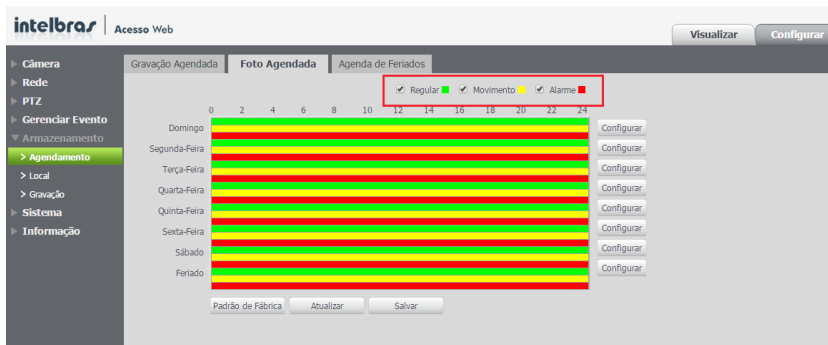 intelbras Acesso Web
Visualizar Configurar
Câmera
Rede
PTZ
Gerenciar Evento
Armazenamento
> Agendamento
> Local
> Gravação
Sistema
Informação
Gravação Agendada Foto Agendada Agenda de Feriados
Regular Movimento Alarme
0 2 4 6 8 10 12 14 16 18 20 22 24
Domingo Configurar
Segunda-Feira Configurar
Terça-Feira Configurar
Quarta-Feira Configurar
Quinta-Feira Configurar
Sexta-Feira Configurar
Sábado Configurar
Feriado Configurar
Padrão de Fábrica Atualizar Salvar